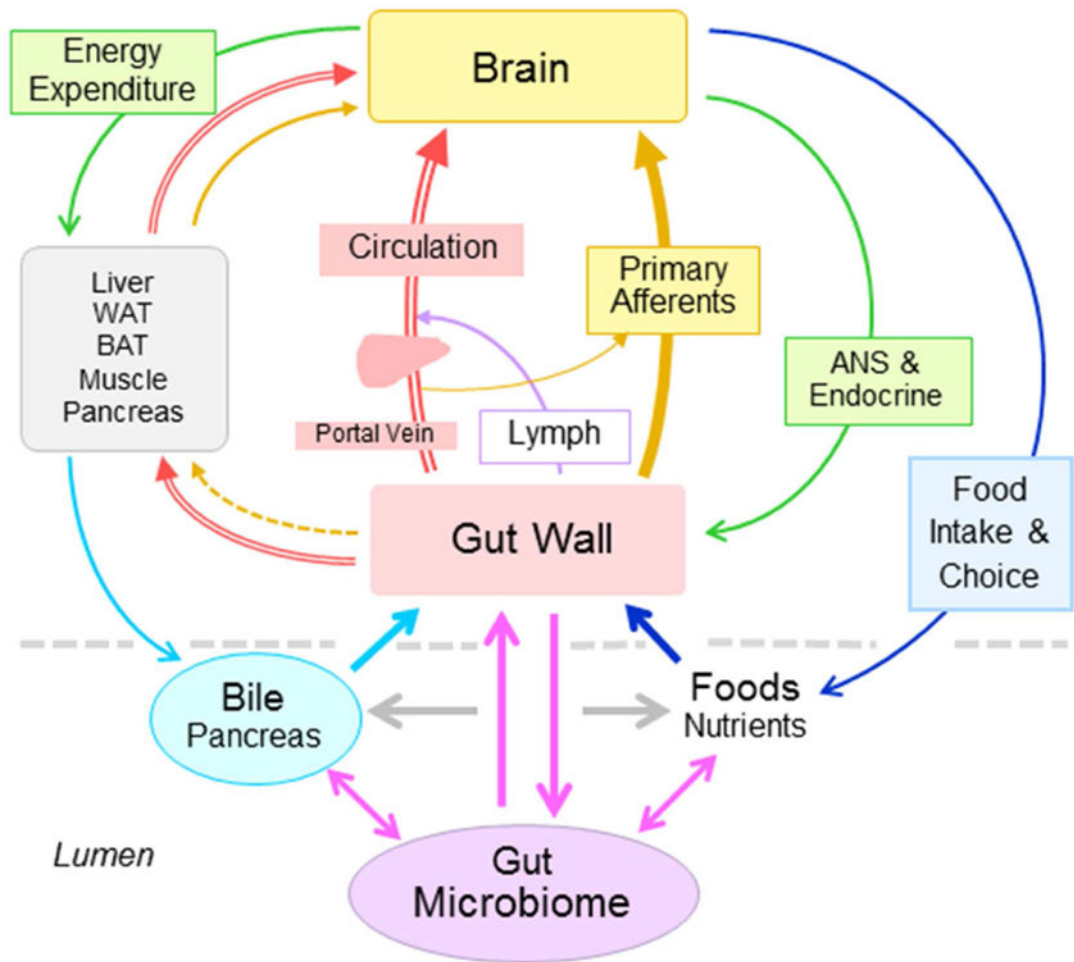 Energy
Expenditure
Brain
Circulation
Primary
Afferents
Liver
WAT
BAT
Muscle
Pancreas
ANS &
Endocrine
Portal Vein
Lymph
Food
Intake &
Choice
Gut Wall
Bile
Pancreas
Foods
Nutrients
Lumen
Gut
Microbiome